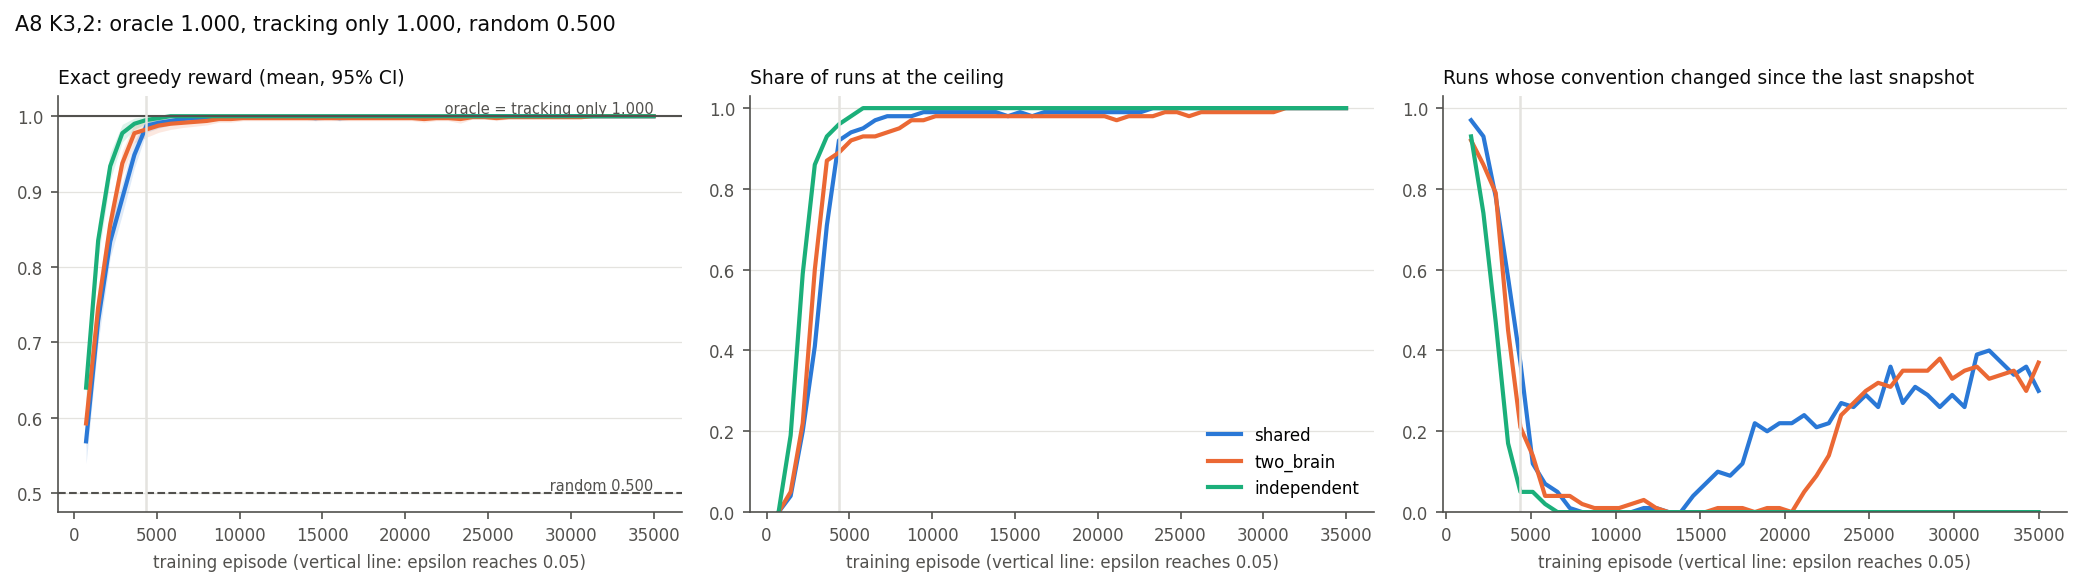 A8 K3,2: oracle 1.000, tracking only 1.000, random 0.500
Exact greedy reward (mean, 95% CI)
oracle = tracking only 1.000
1.0
0.9
0.8
0.7
0.6
0.5
random 0.500
0 5000 10000 15000 20000 25000 30000 35000
training episode (vertical line: epsilon reaches 0.05)
Share of runs at the ceiling
1.0
0.8
0.6
0.4
0.2
0.0
shared
two_brain
independent
0 5000 10000 15000 20000 25000 30000 35000
training episode (vertical line: epsilon reaches 0.05)
Runs whose convention changed since the last snapshot
1.0
0.8
0.6
0.4
0.2
0.0
0 5000 10000 15000 20000 25000 30000 35000
training episode (vertical line: epsilon reaches 0.05)